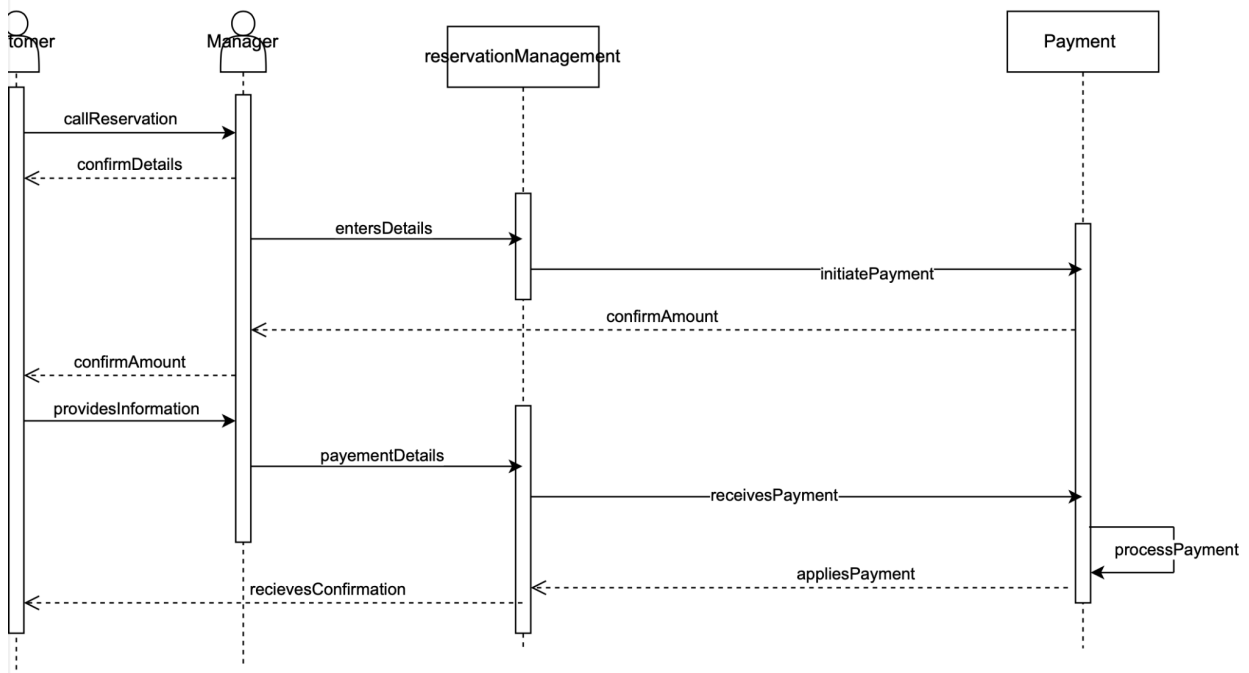 tomer
Manager
reservationManagement
Payment
callReservation
confirmDetails
entersDetails
initiatePayment
confirmAmount
confirmAmount
providesInformation
payementDetails
receivesPayment
processPayment
appliesPayment
recievesConfirmation